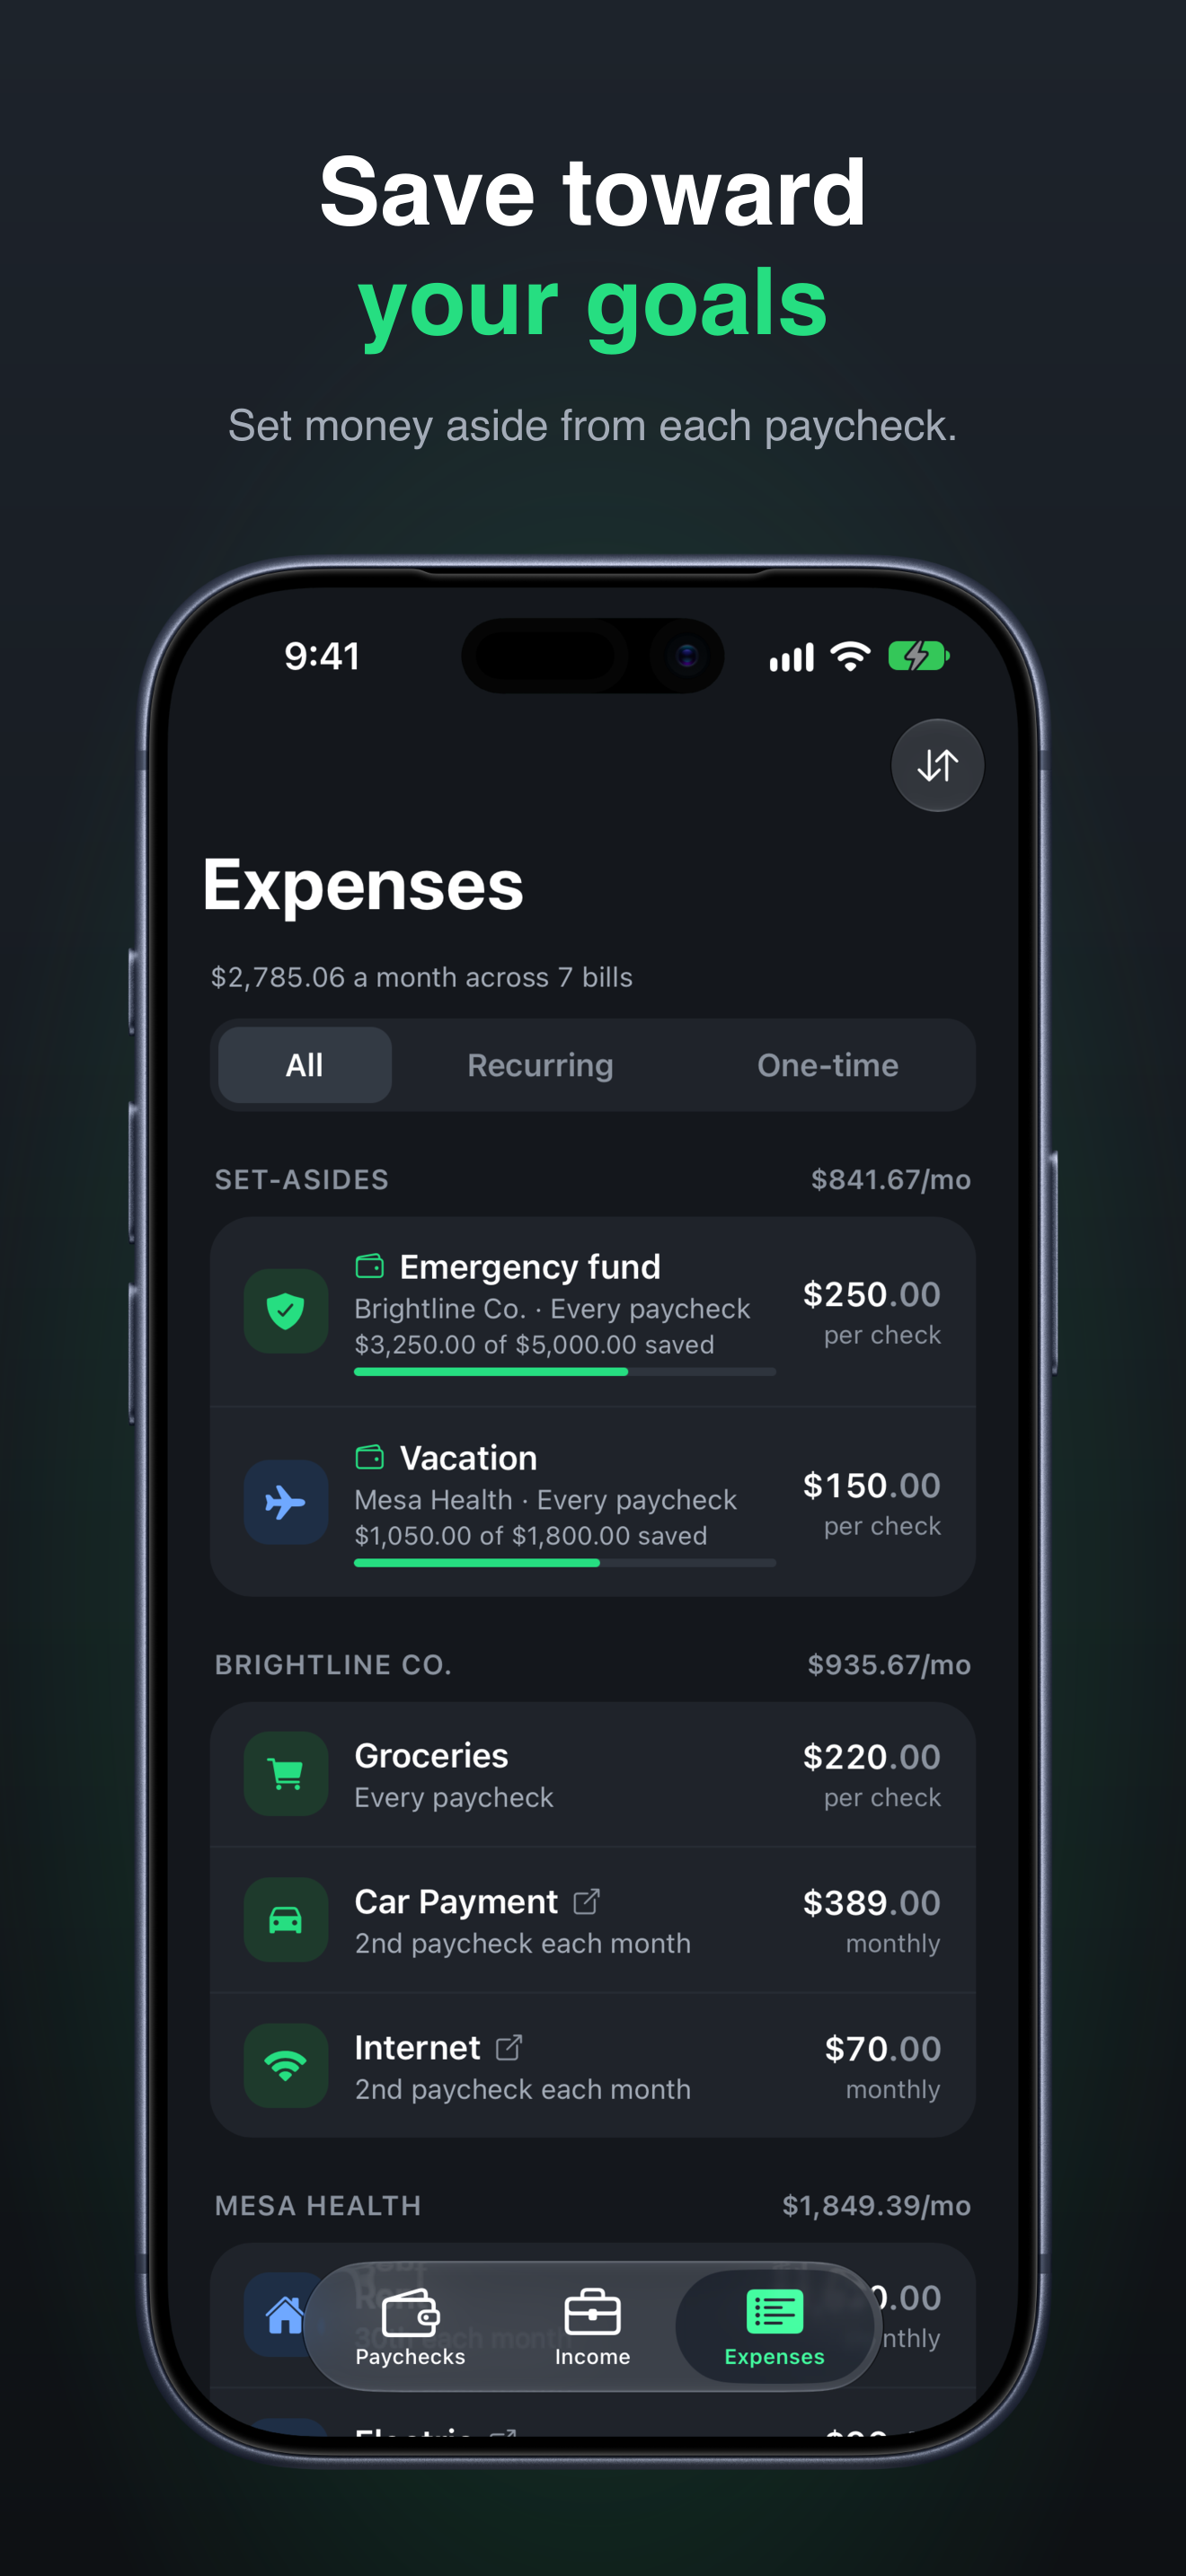 Save toward
your goals
Set money aside from each paycheck.
9:41
Expenses
$2,785.06 a month across 7 bills
All Recurring One-time
SET-ASIDES $841.67/mo
Emergency fund
Brightline Co. · Every paycheck
$3,250.00 of $5,000.00 saved
$250.00
per check
Vacation
Mesa Health · Every paycheck
$1,050.00 of $1,800.00 saved
$150.00
per check
BRIGHTLINE CO. $935.67/mo
Groceries
Every paycheck
$220.00
per check
Car Payment
2nd paycheck each month
$389.00
monthly
Internet
2nd paycheck each month
$70.00
monthly
MESA HEALTH $1,849.39/mo
Paychecks Income Expenses